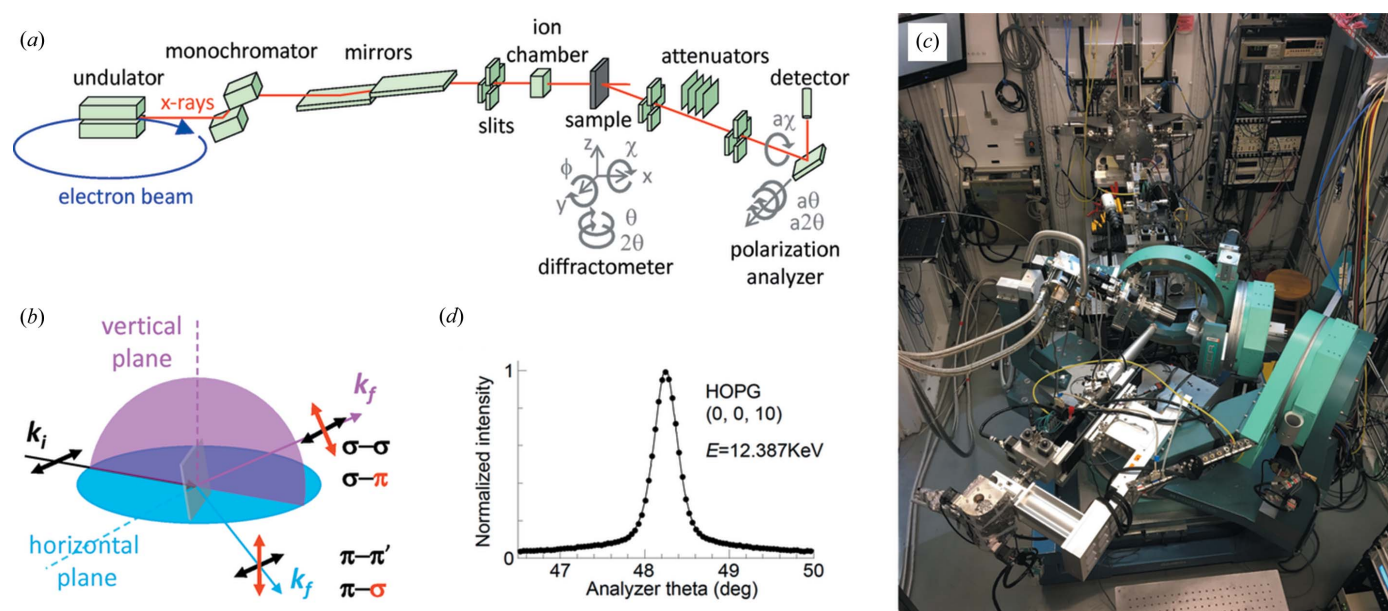 (a)
undulator
monochromator
x-rays
electron beam
mirrors
slits
ion
chamber
sample
z
χ
ϕ
x
y
θ
2θ
diffractometer
attenuators
detector
aχ
aθ
a2θ
polarization
analyzer
(b)
vertical
plane
k_i
k_f
σ–σ
σ–π
horizontal
plane
k_f
π–π′
π–σ
(d)
Normalized intensity
1
0
HOPG
(0, 0, 10)
E=12.387KeV
47 48 49 50
Analyzer theta (deg)
(c)